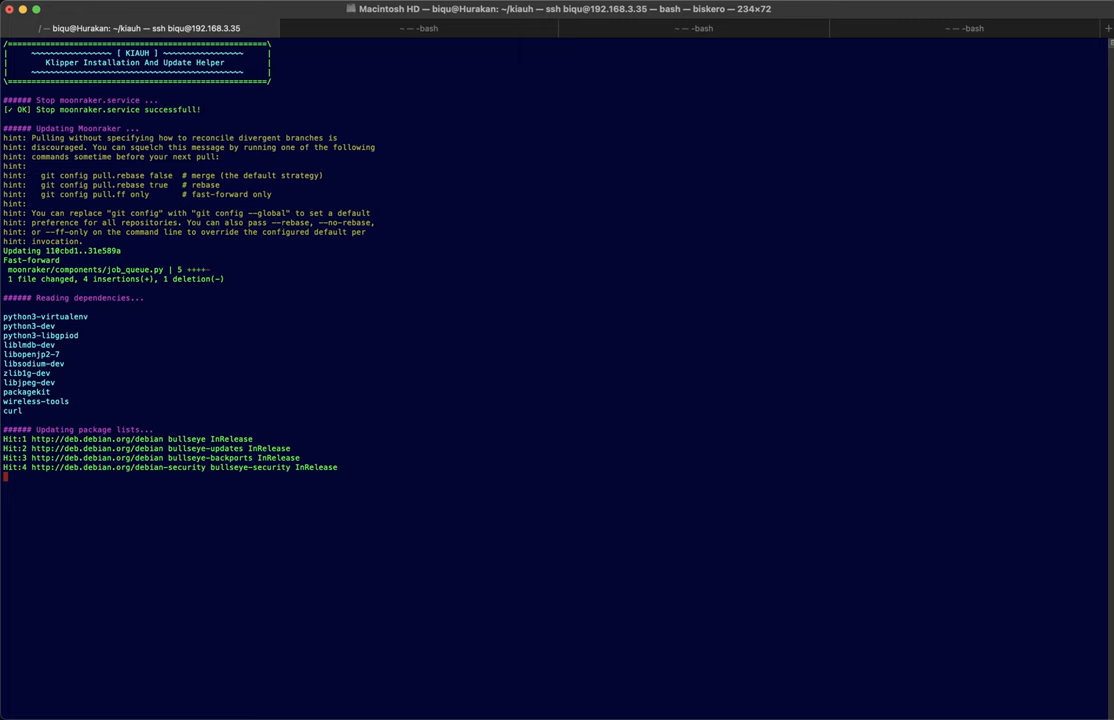 Macintosh HD — biqu@Hurakan: ~/kiauh — ssh biqu@192.168.3.35 — bash — biskero — 234×72
/ — biqu@Hurakan: ~/kiauh — ssh biqu@192.168.3.35
~ — -bash
~ — -bash
~ — -bash
/=======================================================\
|     ~~~~~~~~~~~~~~~~~ [ KIAUH ] ~~~~~~~~~~~~~~~~~     |
|        Klipper Installation And Update Helper         |
|     ~~~~~~~~~~~~~~~~~~~~~~~~~~~~~~~~~~~~~~~~~~~~~     |
\=======================================================/
###### Stop moonraker.service ...
[✓ OK] Stop moonraker.service successfull!
###### Updating Moonraker ...
hint: Pulling without specifying how to reconcile divergent branches is
hint: discouraged. You can squelch this message by running one of the following
hint: commands sometime before your next pull:
hint:
hint:   git config pull.rebase false  # merge (the default strategy)
hint:   git config pull.rebase true   # rebase
hint:   git config pull.ff only       # fast-forward only
hint:
hint: You can replace "git config" with "git config --global" to set a default
hint: preference for all repositories. You can also pass --rebase, --no-rebase,
hint: or --ff-only on the command line to override the configured default per
hint: invocation.
Updating 110cbd1..31e589a
Fast-forward
 moonraker/components/job_queue.py | 5 ++++-
 1 file changed, 4 insertions(+), 1 deletion(-)
###### Reading dependencies...
python3-virtualenv
python3-dev
python3-libgpiod
liblmdb-dev
libopenjp2-7
libsodium-dev
zlib1g-dev
libjpeg-dev
packagekit
wireless-tools
curl
###### Updating package lists...
Hit:1 http://deb.debian.org/debian bullseye InRelease
Hit:2 http://deb.debian.org/debian bullseye-updates InRelease
Hit:3 http://deb.debian.org/debian bullseye-backports InRelease
Hit:4 http://deb.debian.org/debian-security bullseye-security InRelease